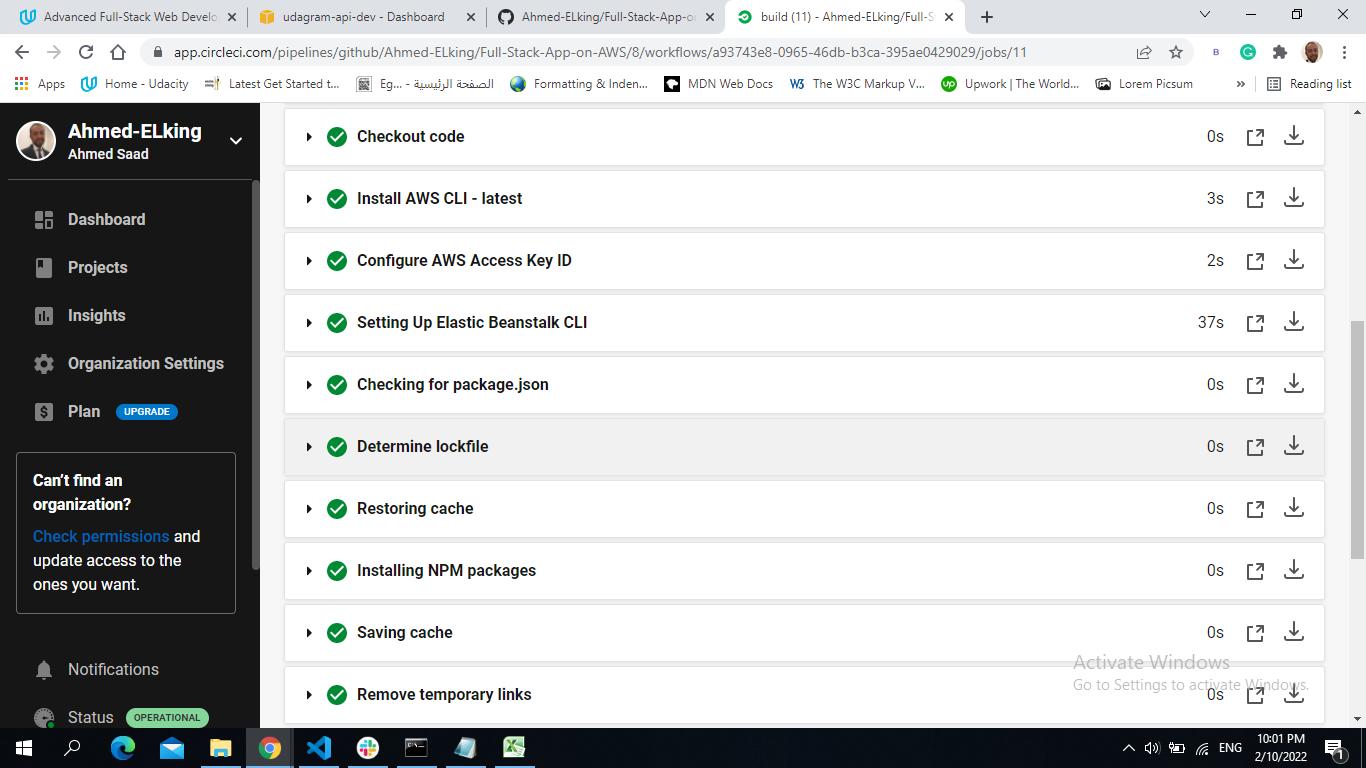 Advanced Full-Stack Web Develo
udagram-api-dev - Dashboard
Ahmed-ELking/Full-Stack-App-o
build (11) - Ahmed-ELking/Full-S
app.circleci.com/pipelines/github/Ahmed-ELking/Full-Stack-App-on-AWS/8/workflows/a93743e8-0965-46db-b3ca-395ae0429029/jobs/11
Apps
Home - Udacity
Latest Get Started t...
الصفحة الرئيسية - ...Eg
Formatting & Inden...
MDN Web Docs
W3S The W3C Markup V...
up Upwork | The World...
Lorem Picsum
»
Reading list
Ahmed-ELking
Ahmed Saad
Dashboard
Projects
Insights
Organization Settings
Plan UPGRADE
Can't find an
organization?
Check permissions and
update access to the
ones you want.
Notifications
Status OPERATIONAL
Checkout code 0s
Install AWS CLI - latest 3s
Configure AWS Access Key ID 2s
Setting Up Elastic Beanstalk CLI 37s
Checking for package.json 0s
Determine lockfile 0s
Restoring cache 0s
Installing NPM packages 0s
Saving cache 0s
Remove temporary links 0s
Activate Windows
Go to Settings to activate Windows.
ENG
10:01 PM
2/10/2022
1